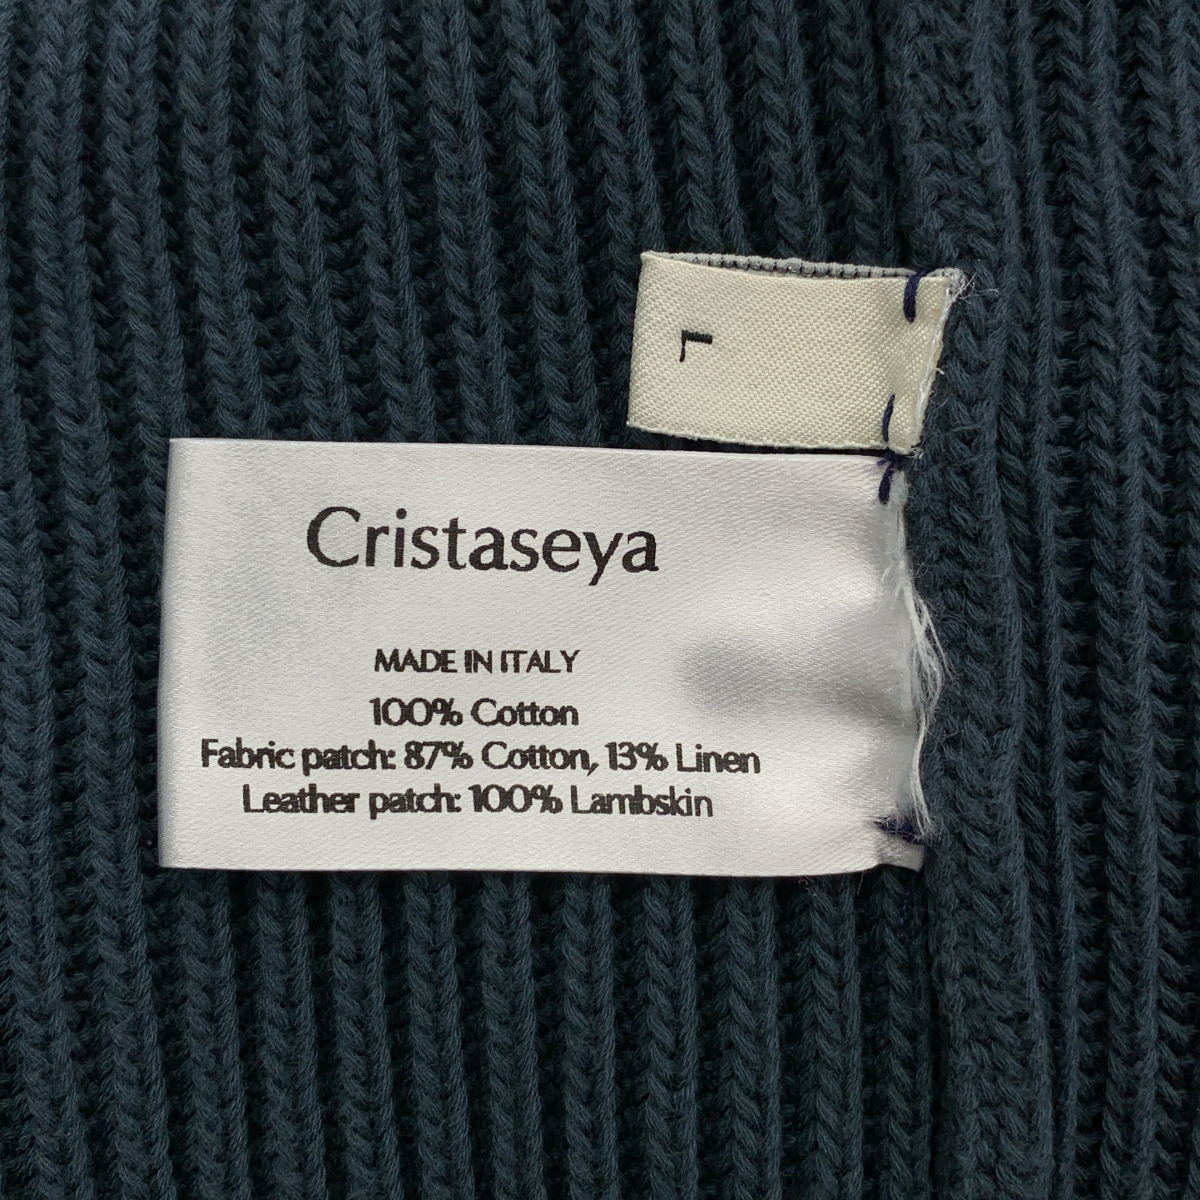 L
Cristaseya
MADE IN ITALY
100% Cotton
Fabric patch: 87% Cotton, 13% Linen
Leather patch: 100% Lambskin